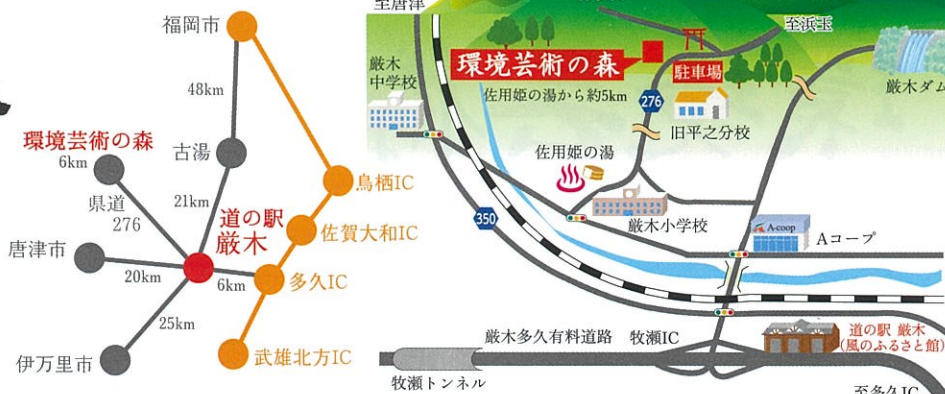 福岡市
48km
環境芸術の森
6km
古湯
県道
276
21km
道の駅
厳木
鳥栖IC
佐賀大和IC
唐津市
20km
6km
多久IC
25km
伊万里市
武雄北方IC
至唐津
至浜玉
厳木
中学校
環境芸術の森
佐用姫の湯から約5km
駐車場
276
旧平之分校
厳木ダム
佐用姫の湯
350
厳木小学校
A-coop
Aコープ
厳木多久有料道路
牧瀬IC
道の駅 厳木
(風のふるさと館)
牧瀬トンネル
至多久IC